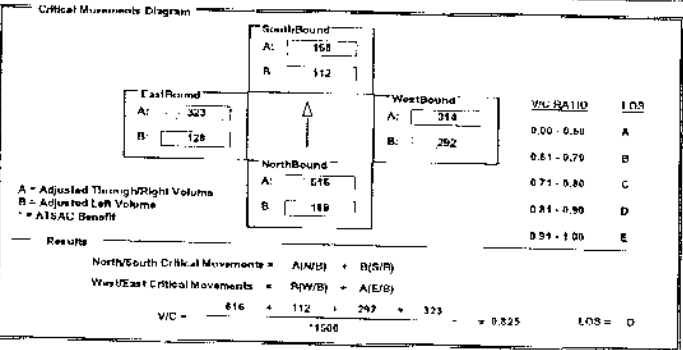 Critical Movements Diagram
SouthBound
A:
B: 112
EastBound
A: 323
B:
WestBound
A: 314
B: 292
NorthBound
A: 616
B: 189
V/C RATIO LOS
0.00 - 0.60 A
0.61 - 0.70 B
0.71 - 0.80 C
0.81 - 0.90 D
0.91 - 1.00 E
A = Adjusted Through/Right Volume
B = Adjusted Left Volume
* = ATSAC Benefit
Results
North/South Critical Movements = A(N/B) + B(S/B)
West/East Critical Movements = B(W/B) + A(E/B)
616 + 112 + 292 + 323
V/C = = 0.825 LOS = D
*1500